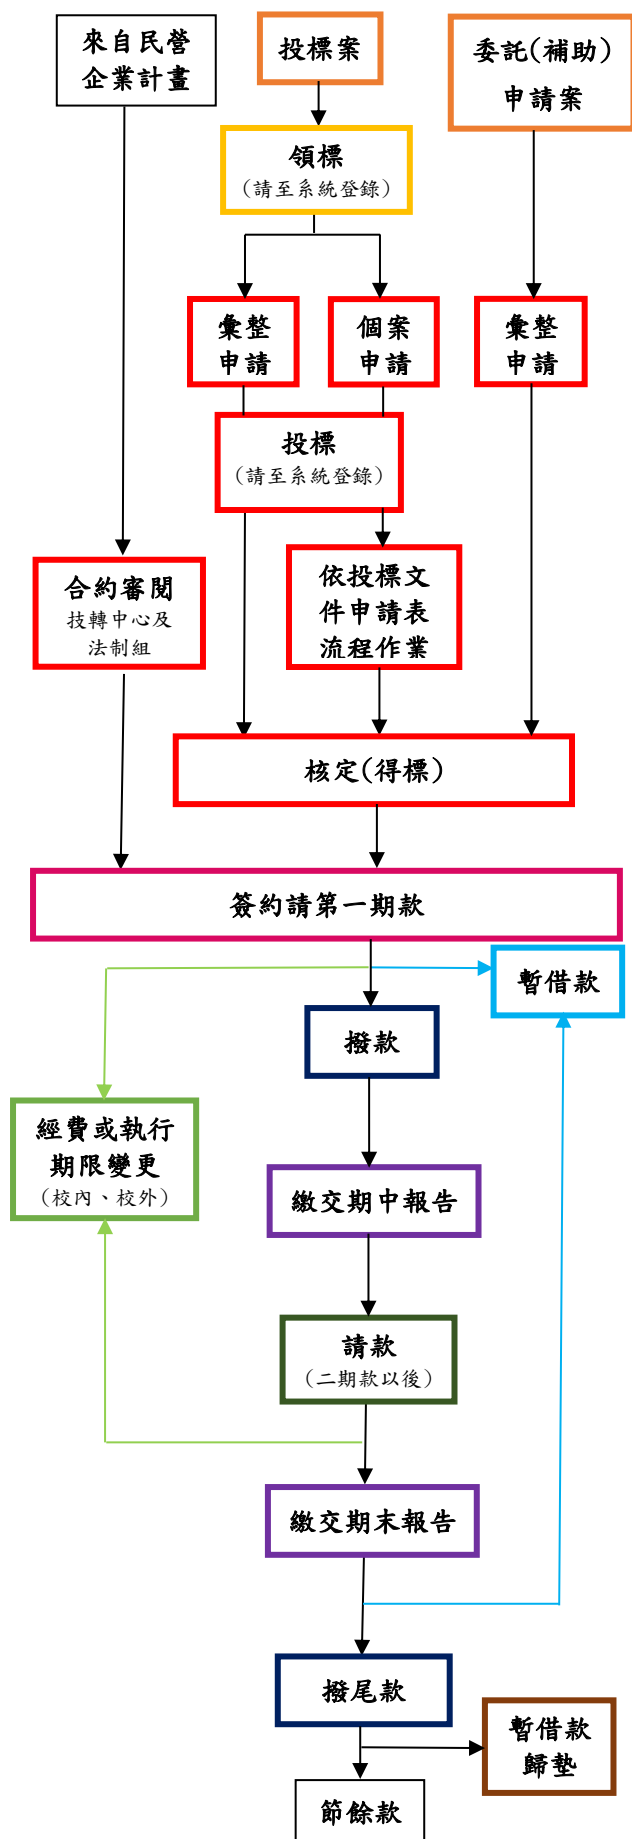 來自民營
企業計畫
投標案
委託(補助)
申請案
領標
(請至系統登錄)
彙整
申請
個案
申請
彙整
申請
投標
(請至系統登錄)
合約審閱
技轉中心及
法制組
依投標文
件申請表
流程作業
核定(得標)
簽約請第一期款
暫借款
撥款
經費或執行
期限變更
(校內、校外)
繳交期中報告
請款
(二期款以後)
繳交期末報告
撥尾款
暫借款
歸墊
節餘款